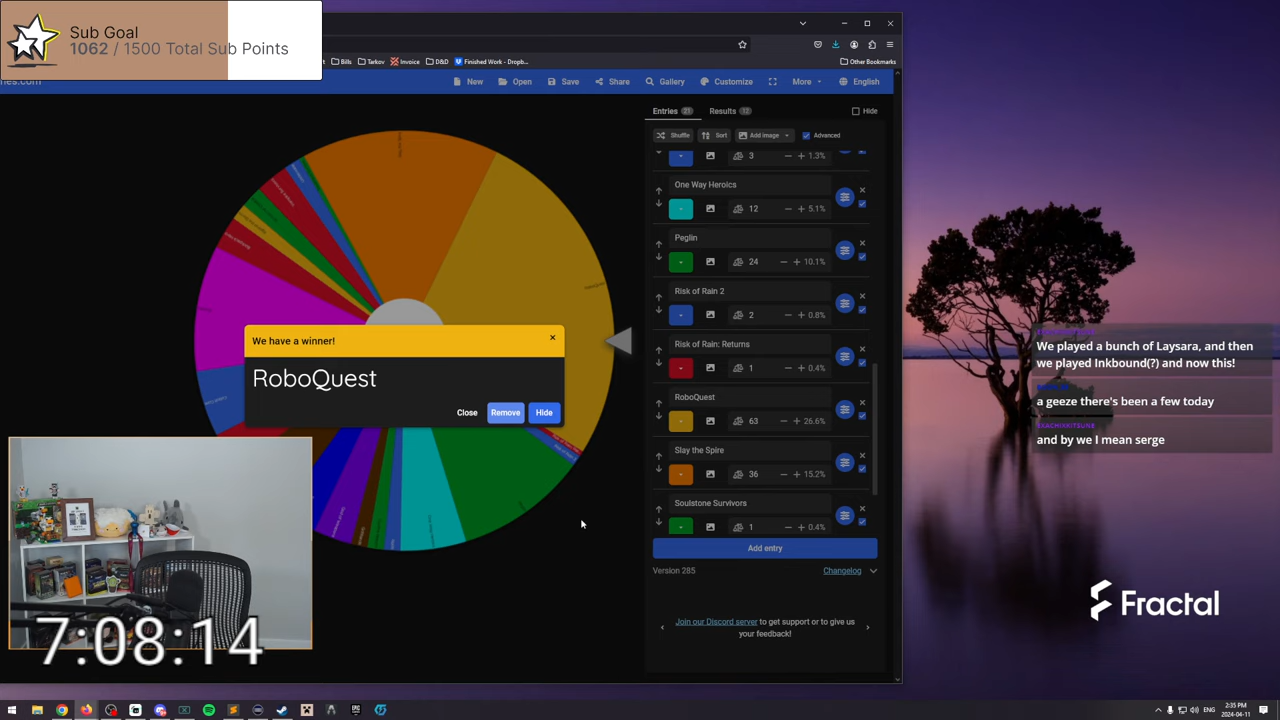 Sub Goal
1062 / 1500 Total Sub Points
Bills
Tarkov
Invoice
D&D
Finished Work - Dropb...
Other Bookmarks
New
Open
Save
Share
Gallery
Customize
More
English
Entries 21
Results 12
Hide
Shuffle
Sort
Add image
Advanced
3
1.3%
One Way Heroics
12
5.1%
Peglin
24
10.1%
Risk of Rain 2
2
0.8%
Risk of Rain: Returns
1
0.4%
RoboQuest
63
26.6%
Slay the Spire
36
15.2%
Soulstone Survivors
1
0.4%
Add entry
Version 285
Changelog
Join our Discord server to get support or to give us
your feedback!
We have a winner!
RoboQuest
Close
Remove
Hide
RoboQuest
7:08:14
We played a bunch of Laysara, and then
we played Inkbound(?) and now this!
a geeze there's been a few today
and by we I mean serge
Fractal
ENG
2:35 PM
2024-04-11